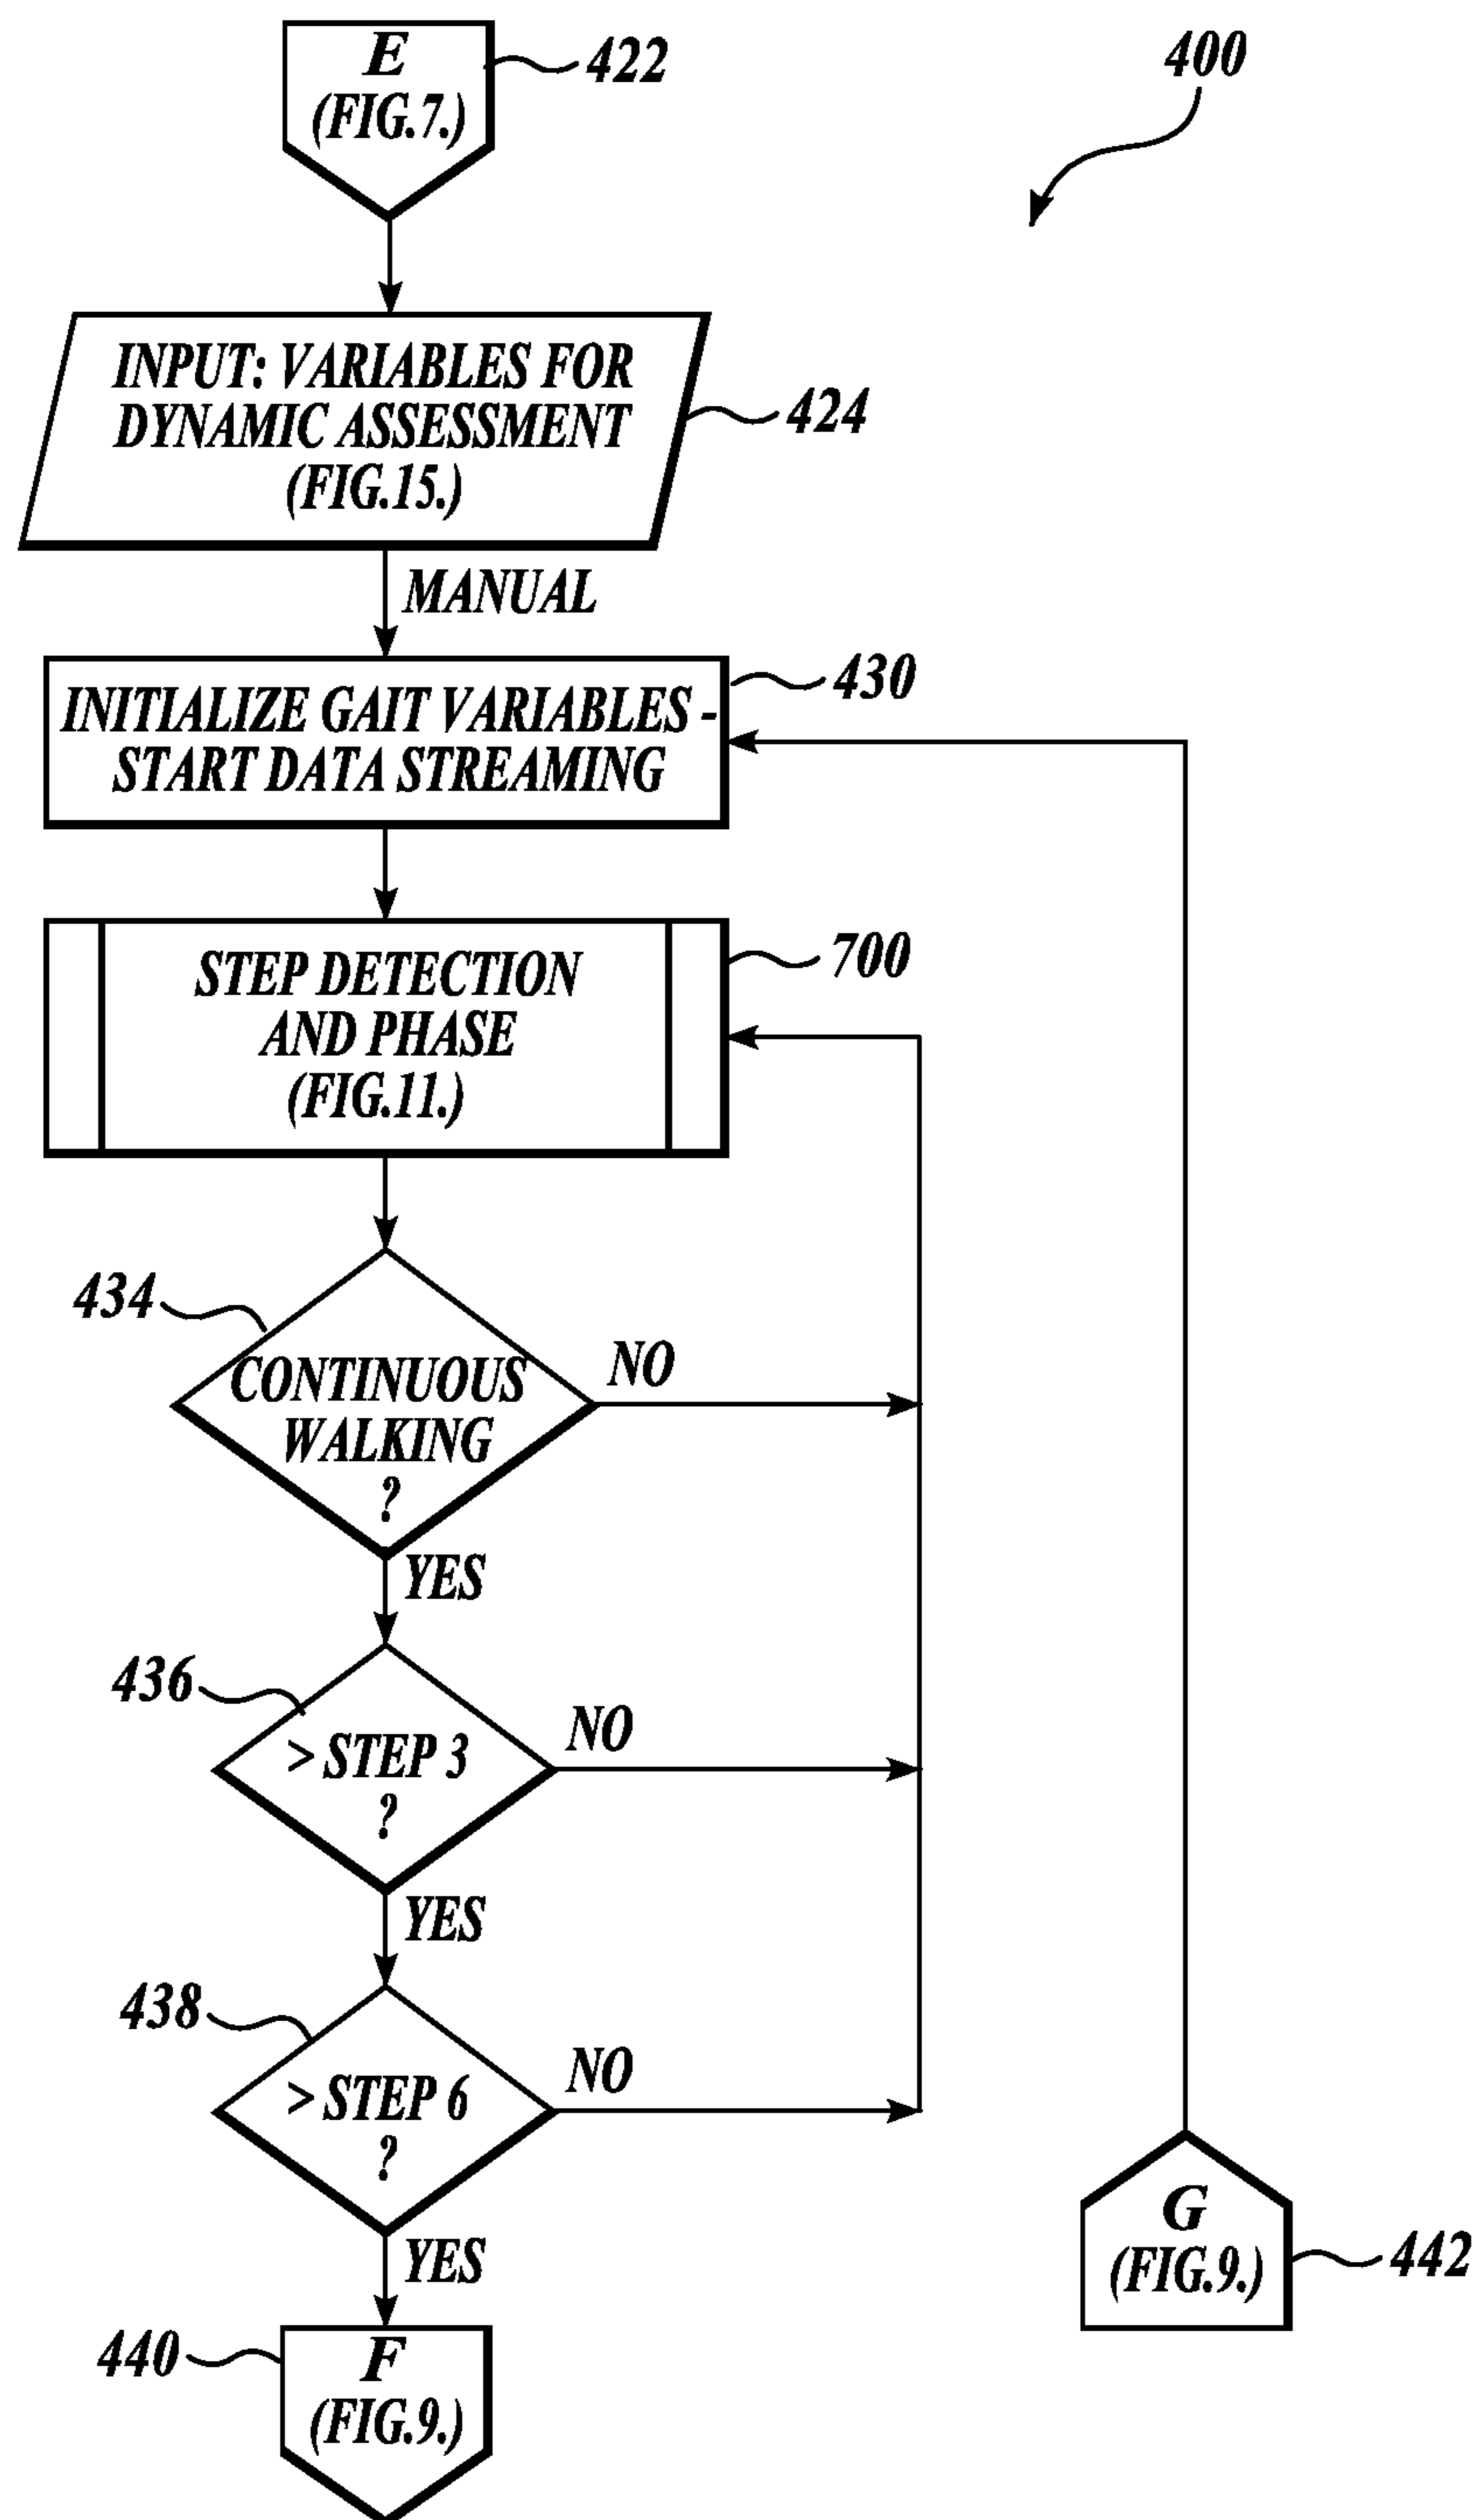 E
(FIG.7.)
422
400
INPUT: VARIABLES FOR
DYNAMIC ASSESSMENT
(FIG.15.)
424
MANUAL
INITIALIZE GAIT VARIABLES -
START DATA STREAMING
430
STEP DETECTION
AND PHASE
(FIG.11.)
700
434
CONTINUOUS
WALKING
?
NO
YES
436
> STEP 3
?
NO
YES
438
> STEP 6
?
NO
YES
440
F
(FIG.9.)
G
(FIG.9.)
442